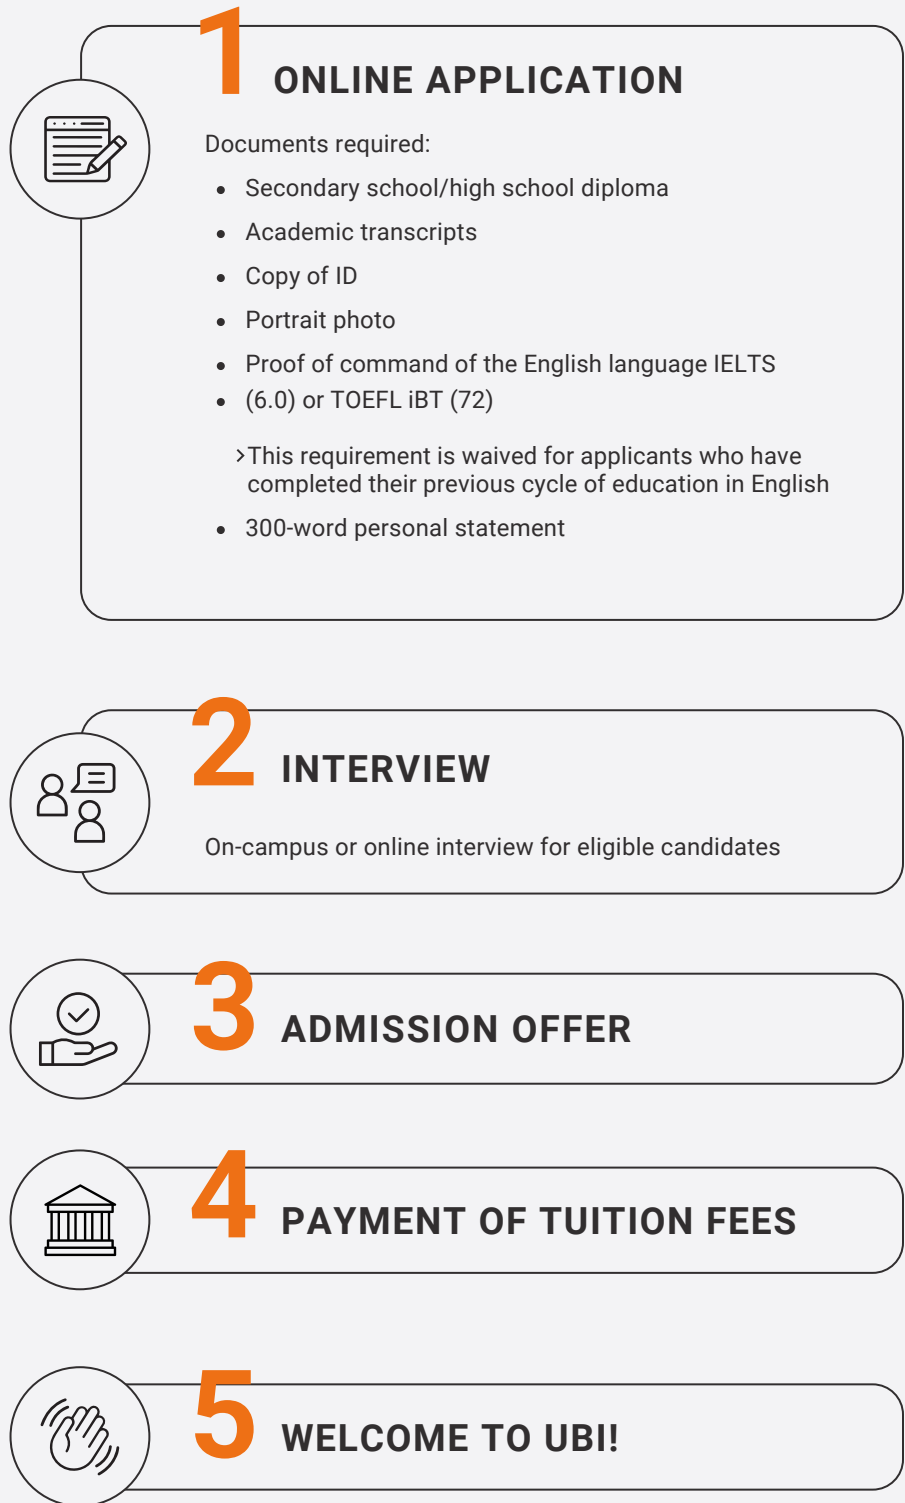 1 ONLINE APPLICATION
Documents required:
• Secondary school/high school diploma
• Academic transcripts
• Copy of ID
• Portrait photo
• Proof of command of the English language IELTS
• (6.0) or TOEFL iBT (72)
>This requirement is waived for applicants who have
completed their previous cycle of education in English
• 300-word personal statement
2 INTERVIEW
On-campus or online interview for eligible candidates
3 ADMISSION OFFER
4 PAYMENT OF TUITION FEES
5 WELCOME TO UBI!